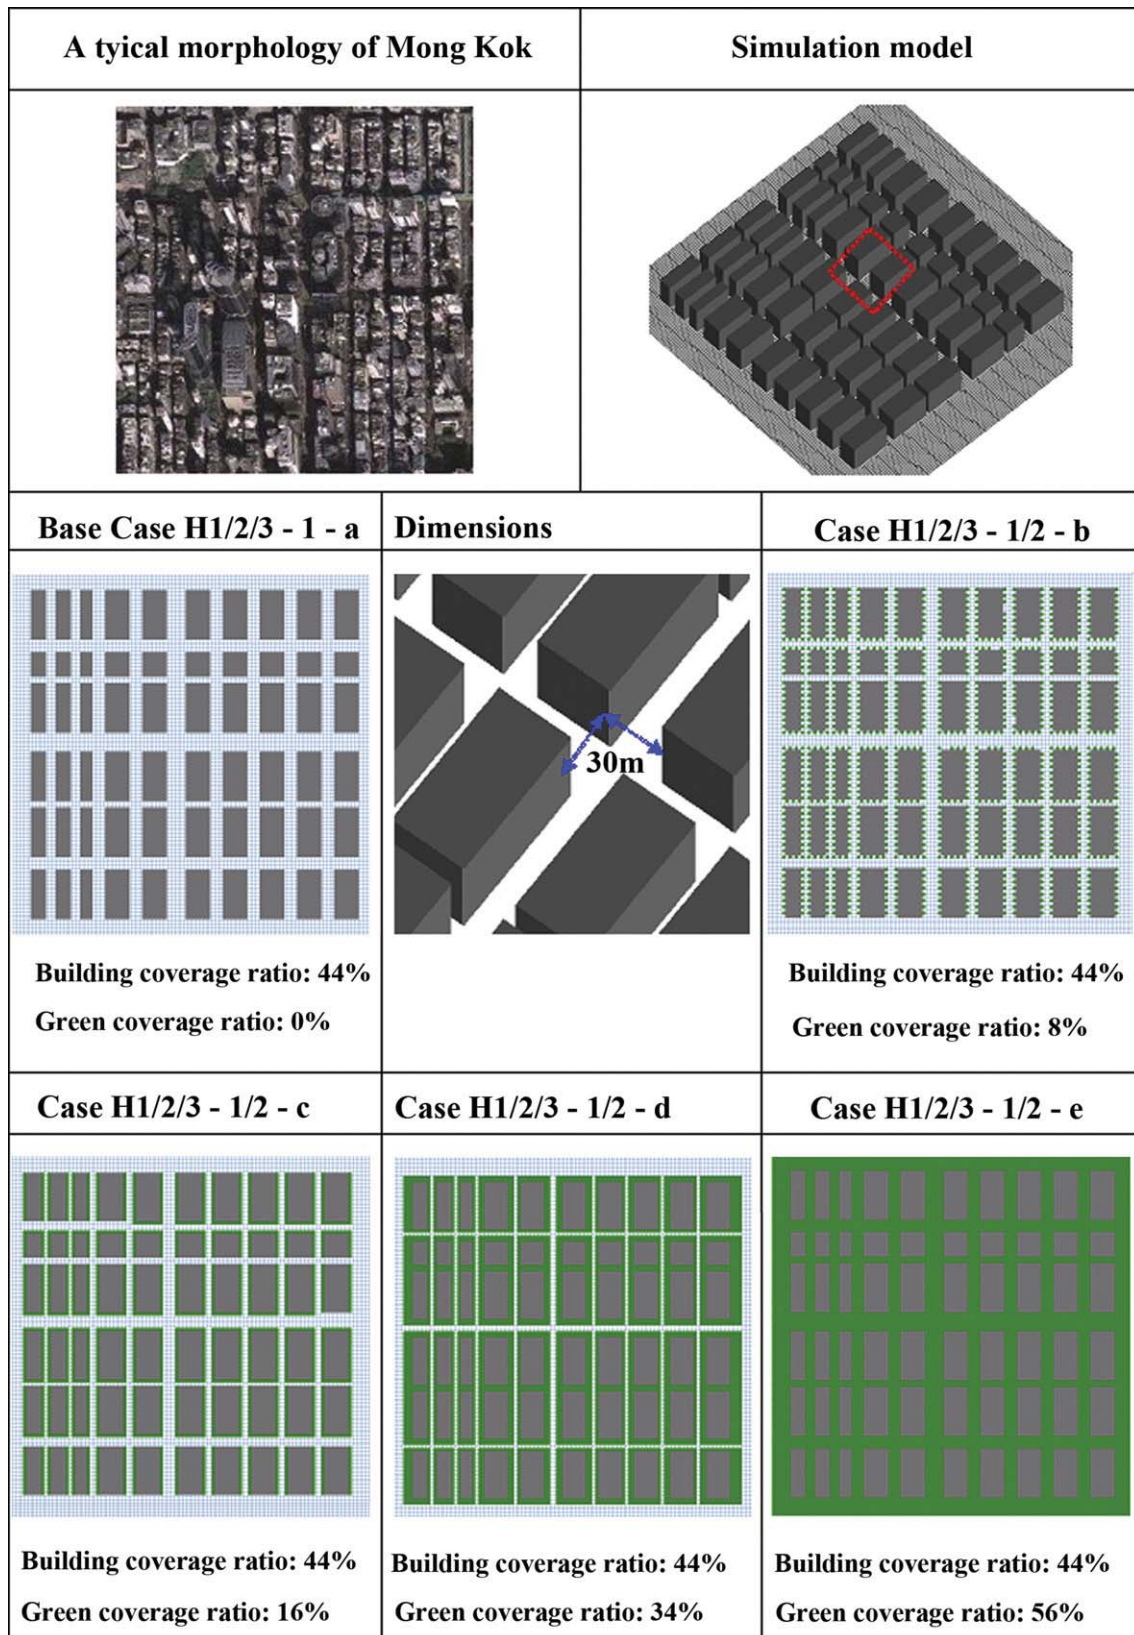 A tyical morphology of Mong Kok
Simulation model
Base Case H1/2/3 - 1 - a
Dimensions
Case H1/2/3 - 1/2 - b
30m
Building coverage ratio: 44%
Green coverage ratio: 0%
Building coverage ratio: 44%
Green coverage ratio: 8%
Case H1/2/3 - 1/2 - c
Case H1/2/3 - 1/2 - d
Case H1/2/3 - 1/2 - e
Building coverage ratio: 44%
Green coverage ratio: 16%
Building coverage ratio: 44%
Green coverage ratio: 34%
Building coverage ratio: 44%
Green coverage ratio: 56%